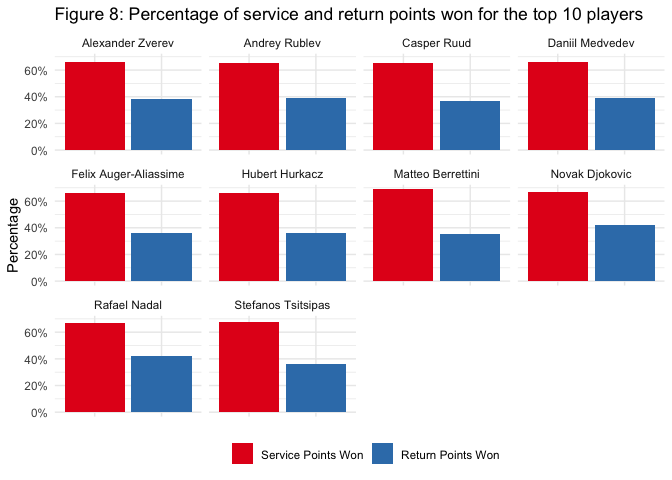 Figure 8: Percentage of service and return points won for the top 10 players
Alexander Zverev Andrey Rublev Casper Ruud Daniil Medvedev
60%
40%
20%
0%
Felix Auger-Aliassime Hubert Hurkacz Matteo Berrettini Novak Djokovic
60%
40%
20%
0%
Percentage
Rafael Nadal Stefanos Tsitsipas
60%
40%
20%
0%
Service Points Won Return Points Won